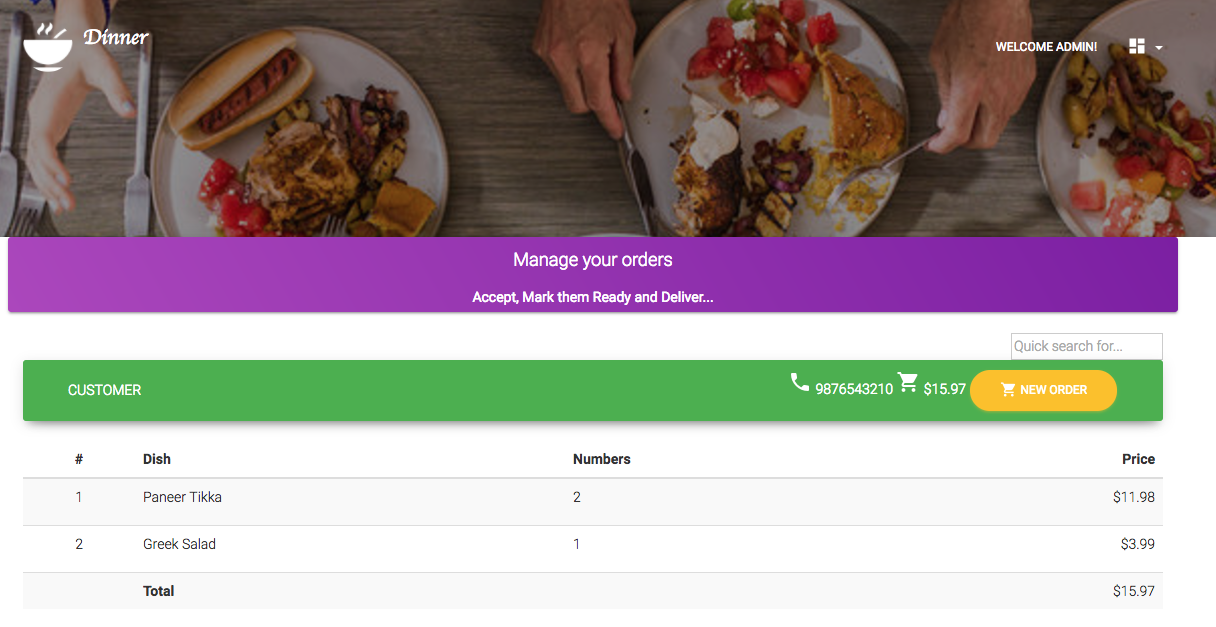 Dinner
WELCOME ADMIN!
Manage your orders
Accept, Mark them Ready and Deliver...
Quick search for...
CUSTOMER 9876543210 $15.97 NEW ORDER
# Dish Numbers Price
1 Paneer Tikka 2 $11.98
2 Greek Salad 1 $3.99
Total $15.97